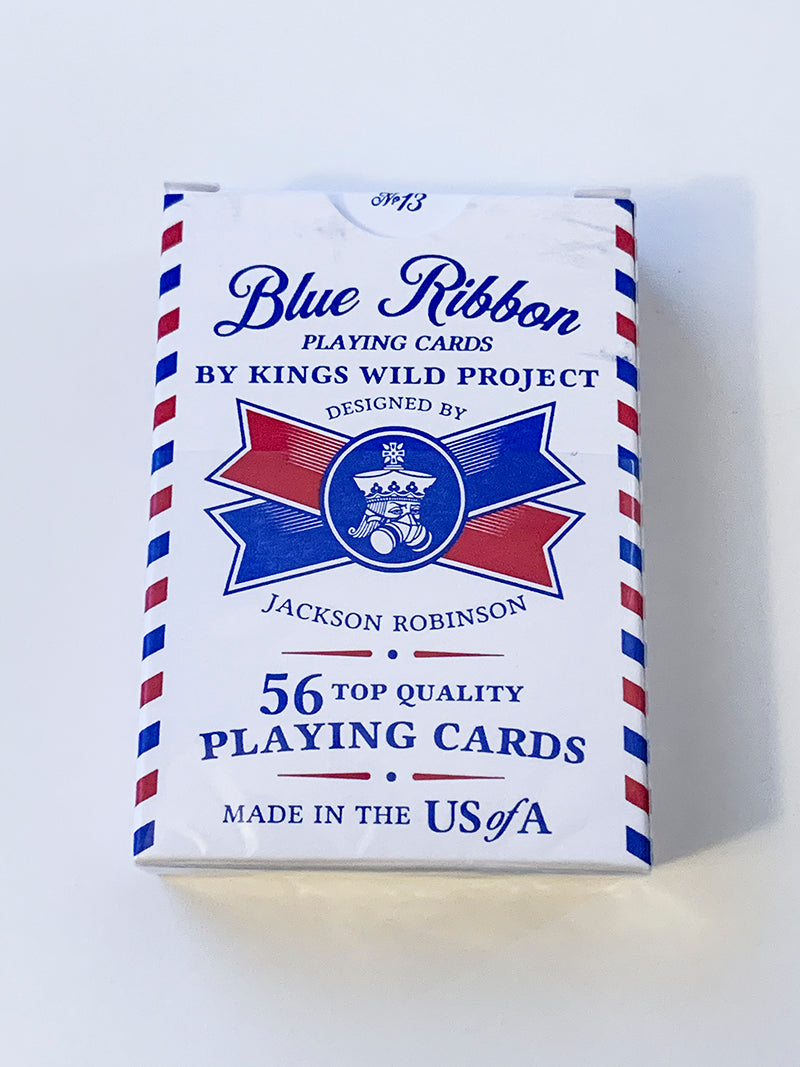 №13
Blue Ribbon
PLAYING CARDS
BY KINGS WILD PROJECT
DESIGNED BY
JACKSON ROBINSON
56 TOP QUALITY
PLAYING CARDS
MADE IN THE US of A